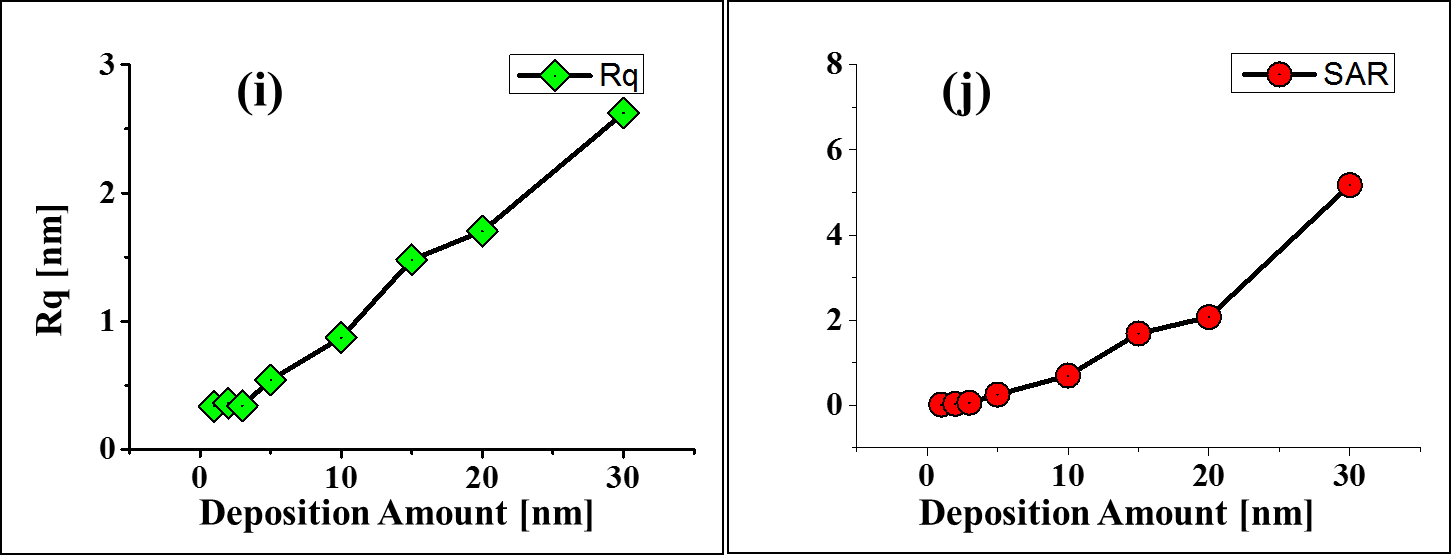 (i)
Rq
3
2
1
0
Rq [nm]
0 10 20 30
Deposition Amount [nm]
(j)
SAR
8
6
4
2
0
0 10 20 30
Deposition Amount [nm]